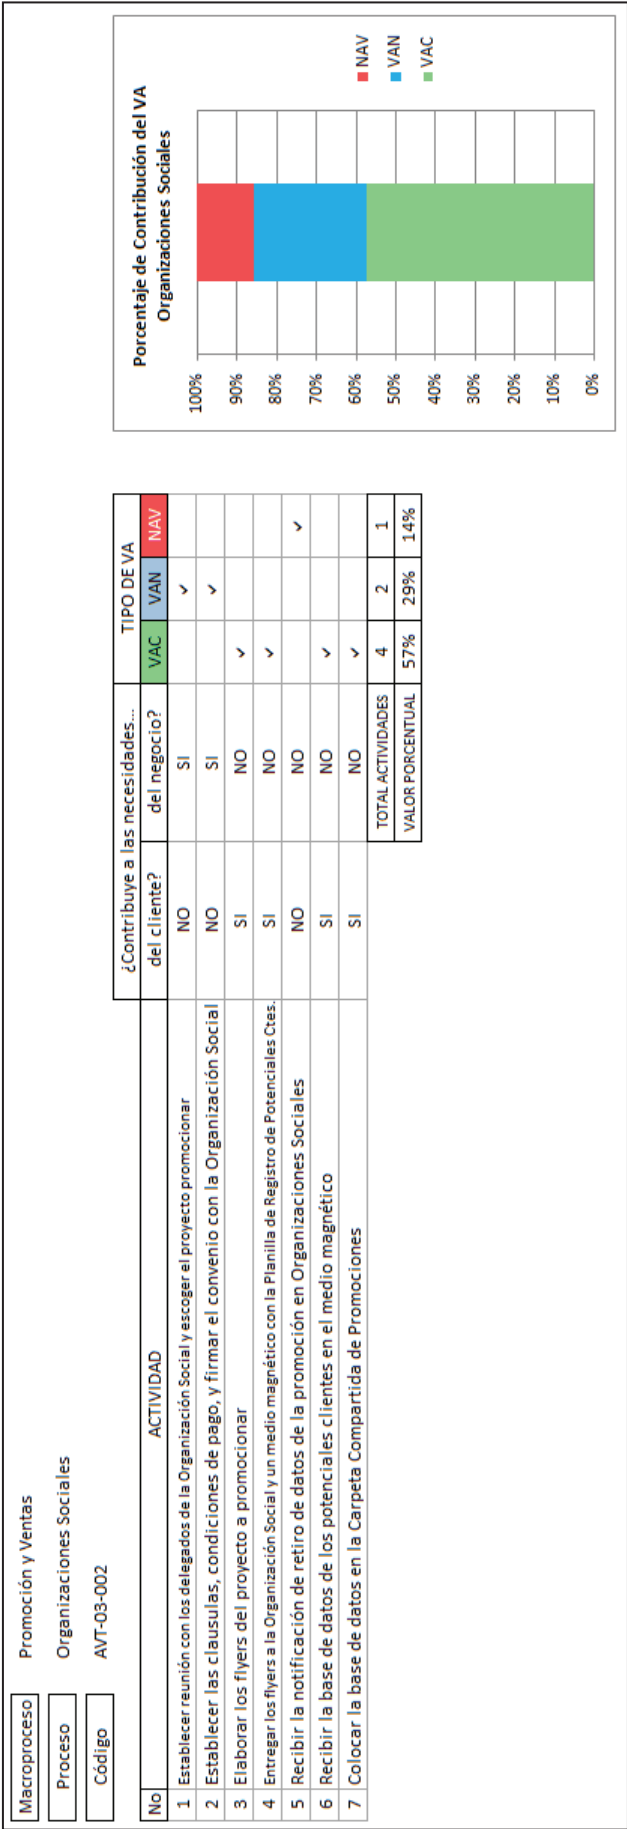 Macroproceso Promoción y Ventas
Proceso Organizaciones Sociales
Código AVT-03-002
¿Contribuye a las necesidades... TIPO DE VA
No ACTIVIDAD del cliente? del negocio? VAC VAN NAV
1 Establecer reunión con los delegados de la Organización Social y escoger el proyecto promocionar NO SI ✓
2 Establecer las clausulas, condiciones de pago, y firmar el convenio con la Organización Social NO SI ✓
3 Elaborar los flyers del proyecto a promocionar SI NO ✓
4 Entregar los flyers a la Organización Social y un medio magnético con la Planilla de Registro de Potenciales Ctes. SI NO ✓
5 Recibir la notificación de retiro de datos de la promoción en Organizaciones Sociales NO NO ✓
6 Recibir la base de datos de los potenciales clientes en el medio magnético SI NO ✓
7 Colocar la base de datos en la Carpeta Compartida de Promociones SI NO ✓
TOTAL ACTIVIDADES 4 2 1
VALOR PORCENTUAL 57% 29% 14%
Porcentaje de Contribución del VA
Organizaciones Sociales
100%
90%
80%
70%
60%
50%
40%
30%
20%
10%
0%
NAV
VAN
VAC